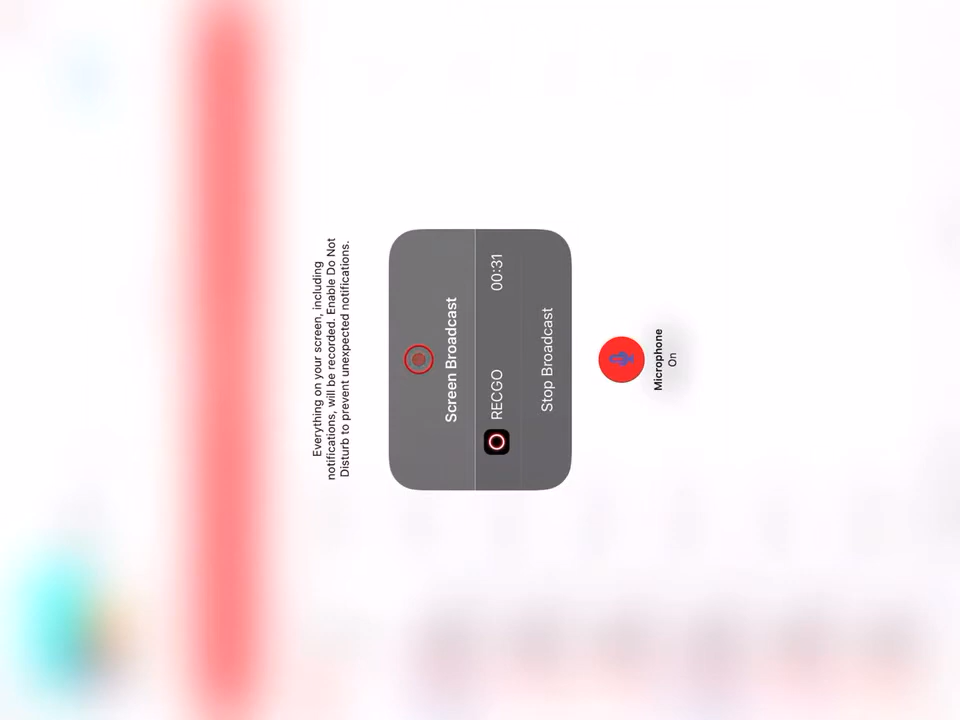 Everything on your screen, including
notifications, will be recorded. Enable Do Not
Disturb to prevent unexpected notifications.
Screen Broadcast
RECGO 00:31
Stop Broadcast
Microphone
On